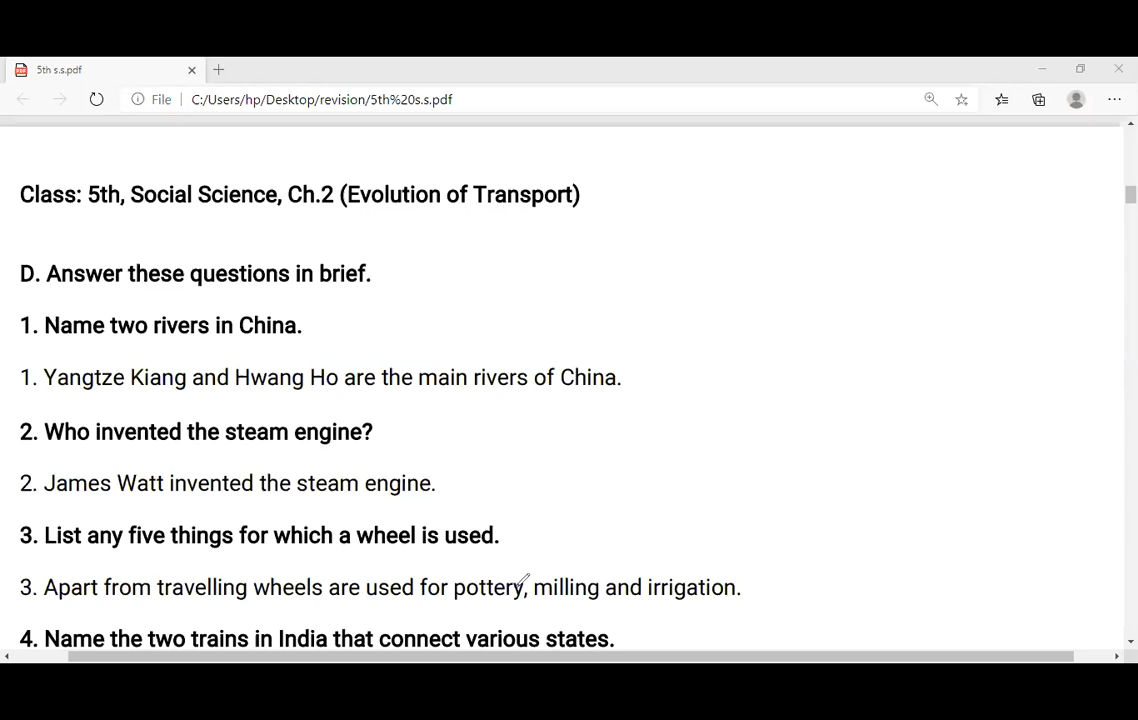 5th s.s.pdf
File | C:/Users/hp/Desktop/revision/5th%20s.s.pdf
Class: 5th, Social Science, Ch.2 (Evolution of Transport)
D. Answer these questions in brief.
1. Name two rivers in China.
1. Yangtze Kiang and Hwang Ho are the main rivers of China.
2. Who invented the steam engine?
2. James Watt invented the steam engine.
3. List any five things for which a wheel is used.
3. Apart from travelling wheels are used for pottery, milling and irrigation.
4. Name the two trains in India that connect various states.